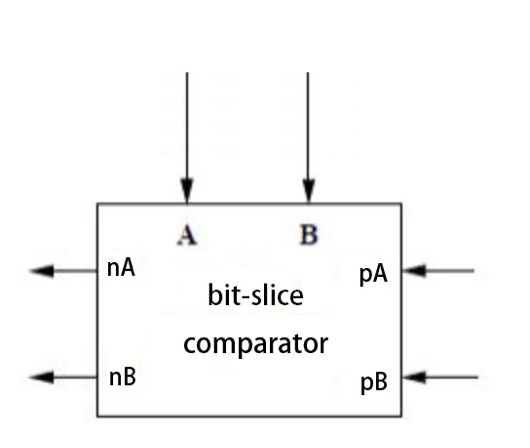 A B
nA
pA
bit-slice
comparator
nB
pB